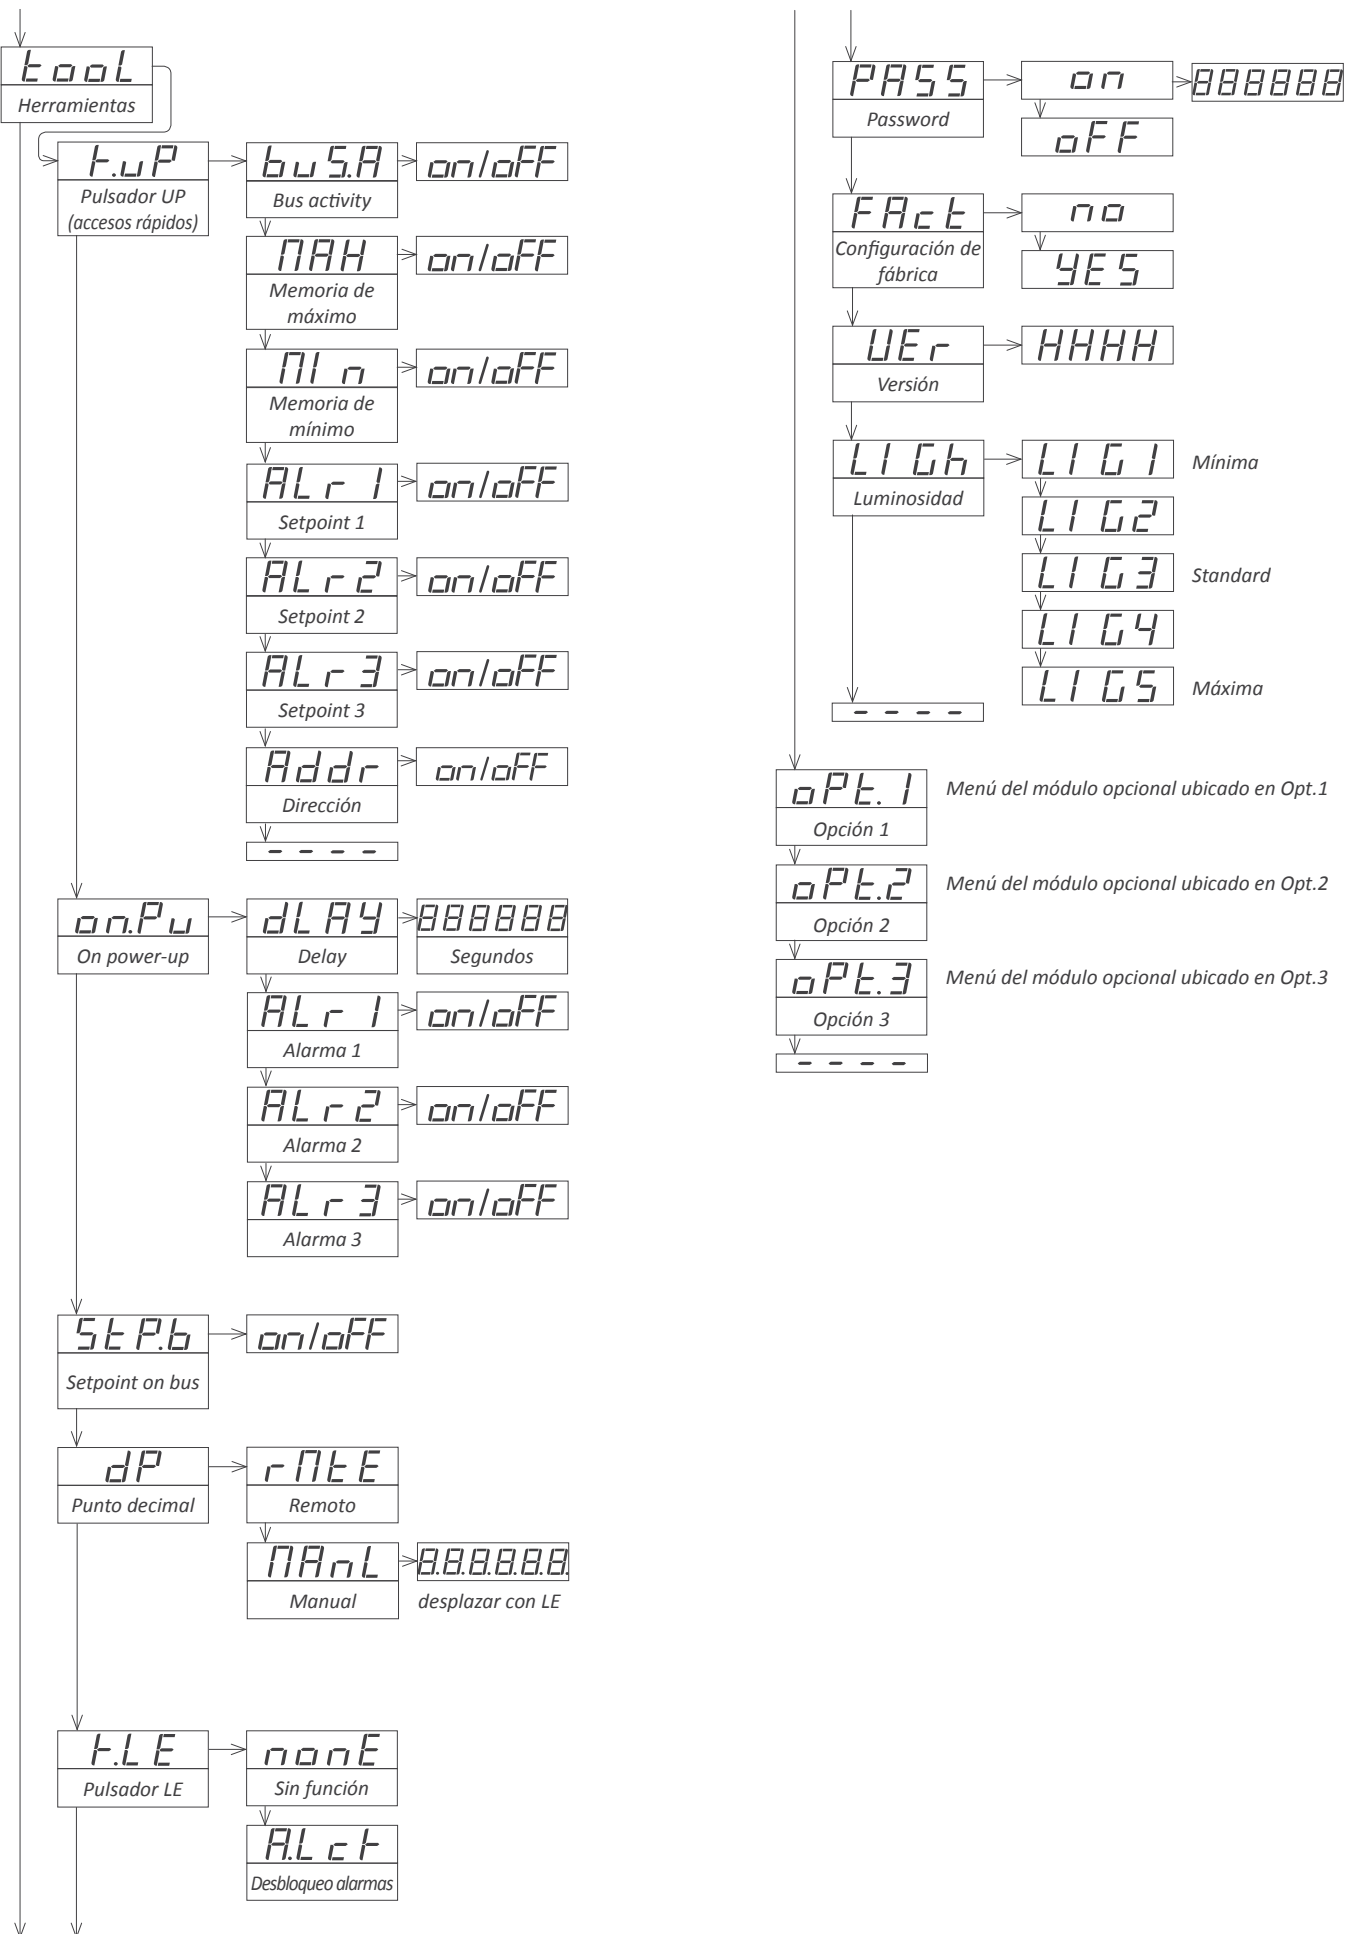 tooL
Herramientas
K.uP
Pulsador UP
(accesos rápidos)
buS.A
on/oFF
Bus activity
MAX
on/oFF
Memoria de
máximo
MIn
on/oFF
Memoria de
mínimo
ALr1
on/oFF
Setpoint 1
ALr2
on/oFF
Setpoint 2
ALr3
on/oFF
Setpoint 3
Addr
on/oFF
Dirección
----
on.Pu
On power-up
dLAY
888888
Delay
Segundos
ALr1
on/oFF
Alarma 1
ALr2
on/oFF
Alarma 2
ALr3
on/oFF
Alarma 3
StP.b
on/oFF
Setpoint on bus
dP
Punto decimal
rMtE
Remoto
MAnL
8.8.8.8.8.8.
Manual
desplazar con LE
K.LE
Pulsador LE
nonE
Sin función
A.LcK
Desbloqueo alarmas
PASS
on
888888
Password
oFF
FAct
no
Configuración de
fábrica
YES
VEr
HHHH
Versión
LIGh
LIG1
Mínima
Luminosidad
LIG2
LIG3
Standard
LIG4
LIG5
Máxima
----
oPt.1
Menú del módulo opcional ubicado en Opt.1
Opción 1
oPt.2
Menú del módulo opcional ubicado en Opt.2
Opción 2
oPt.3
Menú del módulo opcional ubicado en Opt.3
Opción 3
----